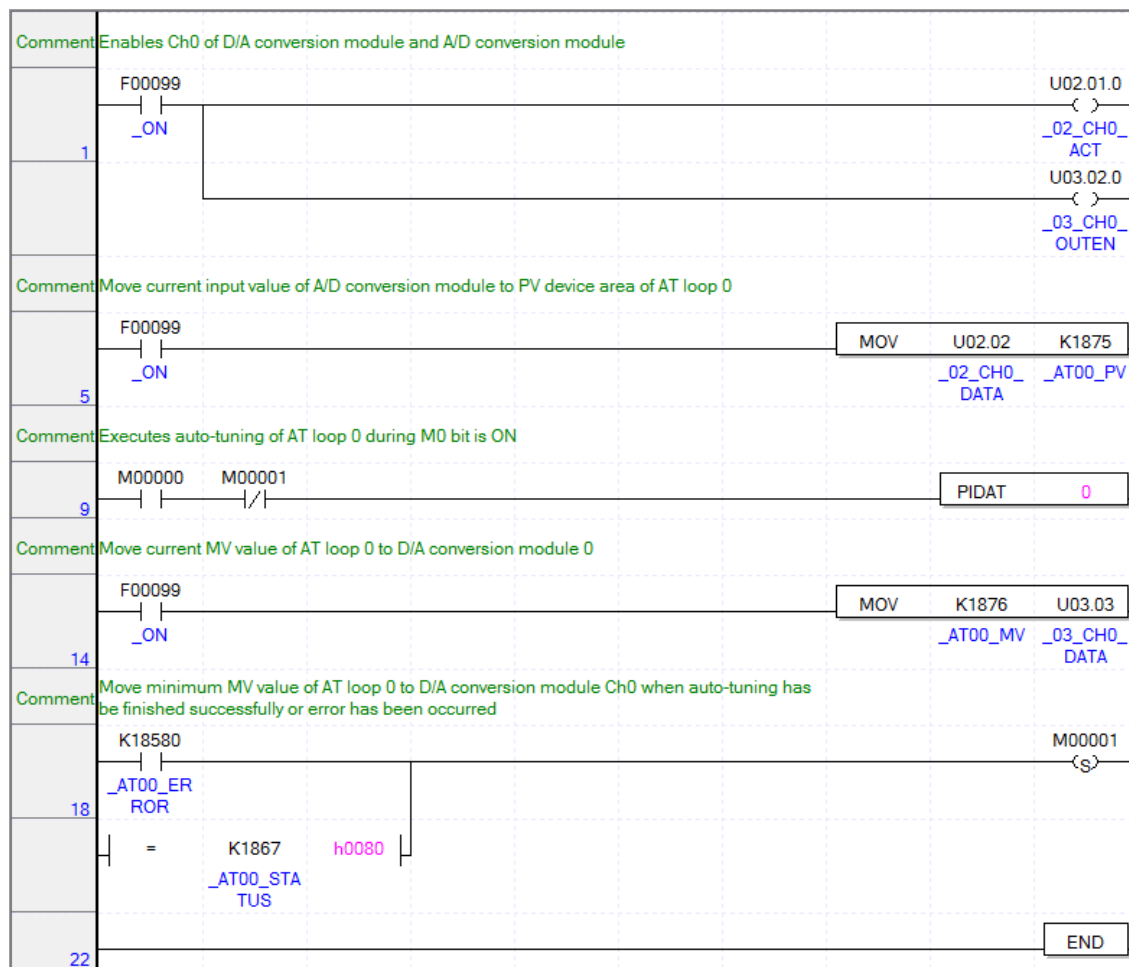 Comment Enables Ch0 of D/A conversion module and A/D conversion module
F00099 U02.01.0
_ON _02_CH0_
ACT
1
U03.02.0
_03_CH0_
OUTEN
Comment Move current input value of A/D conversion module to PV device area of AT loop 0
F00099
MOV U02.02 K1875
_ON _02_CH0_ _AT00_PV
DATA
5
Comment Executes auto-tuning of AT loop 0 during M0 bit is ON
M00000 M00001
PIDAT 0
9
Comment Move current MV value of AT loop 0 to D/A conversion module 0
F00099
MOV K1876 U03.03
_ON _AT00_MV _03_CH0_
DATA
14
Comment Move minimum MV value of AT loop 0 to D/A conversion module Ch0 when auto-tuning has
be finished successfully or error has been occurred
K18580 M00001
S
_AT00_ER
ROR
18
= K1867 h0080
_AT00_STA
TUS
END
22